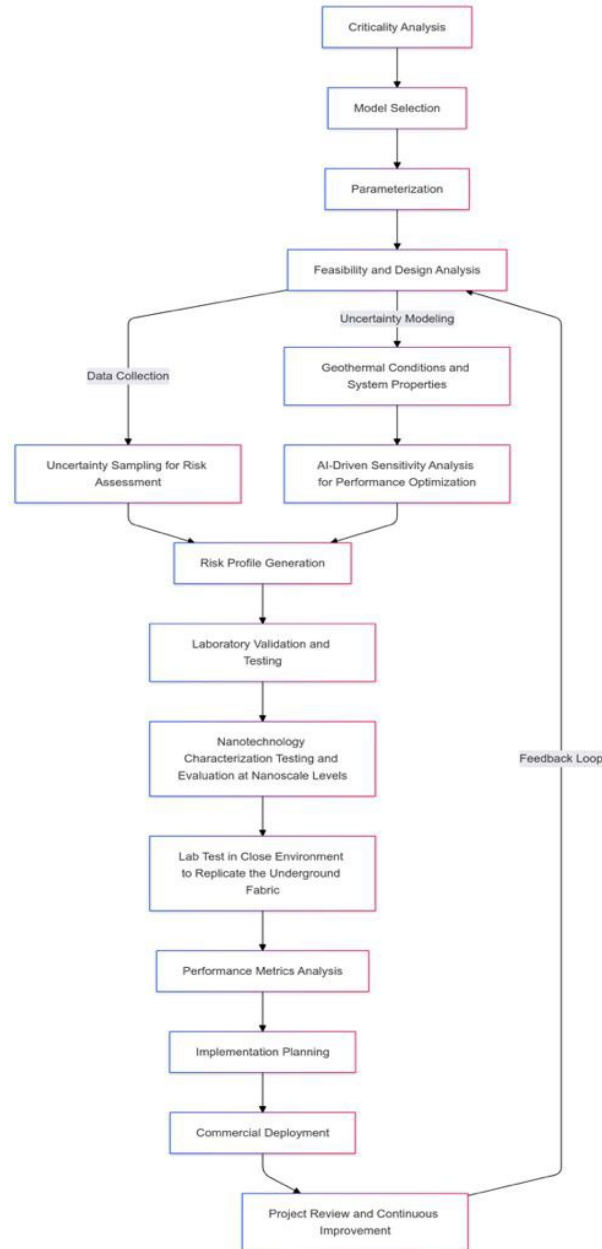 Criticality Analysis
Model Selection
Parameterization
Feasibility and Design Analysis
Uncertainty Modeling
Data Collection
Geothermal Conditions and
System Properties
Uncertainty Sampling for Risk
Assessment
AI-Driven Sensitivity Analysis
for Performance Optimization
Risk Profile Generation
Laboratory Validation and
Testing
Nanotechnology
Characterization Testing and
Evaluation at Nanoscale Levels
Feedback Loop
Lab Test in Close Environment
to Replicate the Underground
Fabric
Performance Metrics Analysis
Implementation Planning
Commercial Deployment
Project Review and Continuous
Improvement